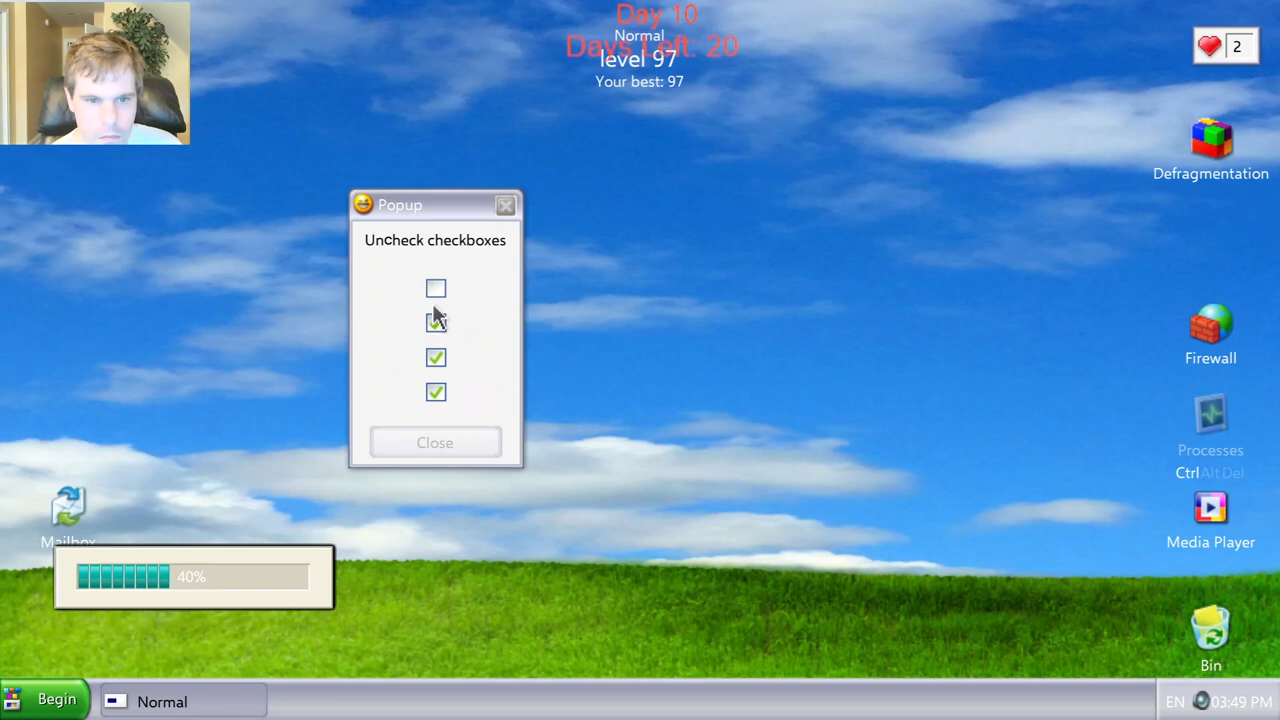 Day 10
Normal
Days Left: 20
level 97
Your best: 97
2
Defragmentation
Popup
Uncheck checkboxes
Close
Firewall
Processes
Ctrl Alt Del
Media Player
Mailbox
40%
Bin
Begin
Normal
EN 03:49 PM